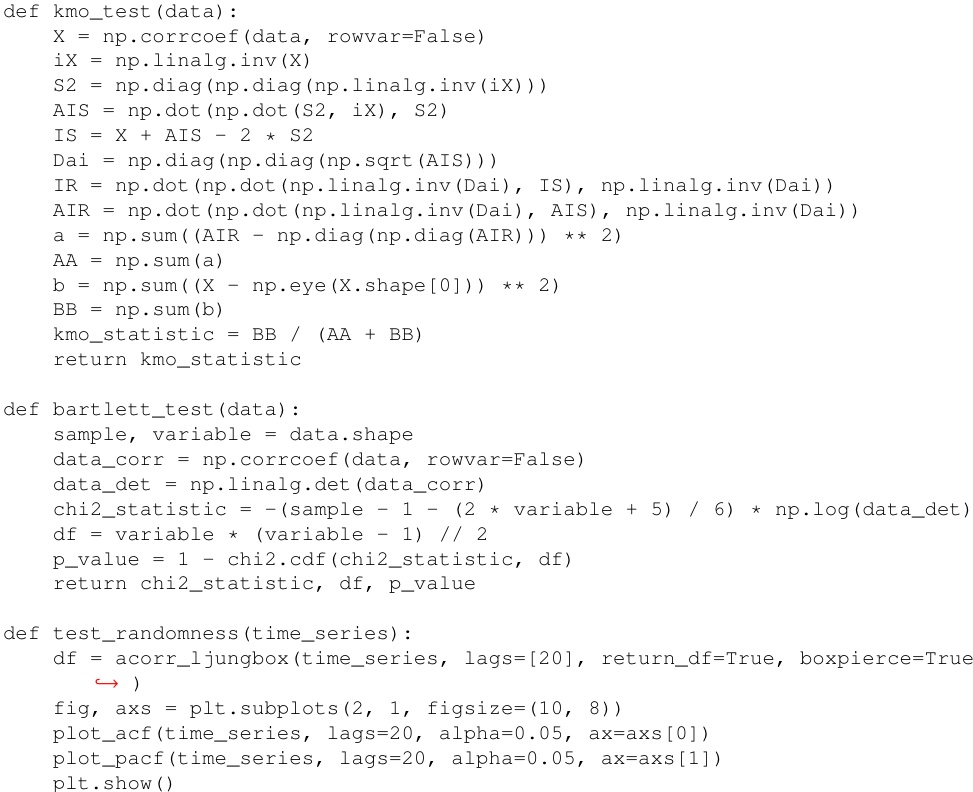 def kmo_test(data):
    X = np.corrcoef(data, rowvar=False)
    iX = np.linalg.inv(X)
    S2 = np.diag(np.diag(np.linalg.inv(iX)))
    AIS = np.dot(np.dot(S2, iX), S2)
    IS = X + AIS - 2 * S2
    Dai = np.diag(np.diag(np.sqrt(AIS)))
    IR = np.dot(np.dot(np.linalg.inv(Dai), IS), np.linalg.inv(Dai))
    AIR = np.dot(np.dot(np.linalg.inv(Dai), AIS), np.linalg.inv(Dai))
    a = np.sum((AIR - np.diag(np.diag(AIR))) ** 2)
    AA = np.sum(a)
    b = np.sum((X - np.eye(X.shape[0])) ** 2)
    BB = np.sum(b)
    kmo_statistic = BB / (AA + BB)
    return kmo_statistic

def bartlett_test(data):
    sample, variable = data.shape
    data_corr = np.corrcoef(data, rowvar=False)
    data_det = np.linalg.det(data_corr)
    chi2_statistic = -(sample - 1 - (2 * variable + 5) / 6) * np.log(data_det)
    df = variable * (variable - 1) // 2
    p_value = 1 - chi2.cdf(chi2_statistic, df)
    return chi2_statistic, df, p_value

def test_randomness(time_series):
    df = acorr_ljungbox(time_series, lags=[20], return_df=True, boxpierce=True
        ↪ )
    fig, axs = plt.subplots(2, 1, figsize=(10, 8))
    plot_acf(time_series, lags=20, alpha=0.05, ax=axs[0])
    plot_pacf(time_series, lags=20, alpha=0.05, ax=axs[1])
    plt.show()